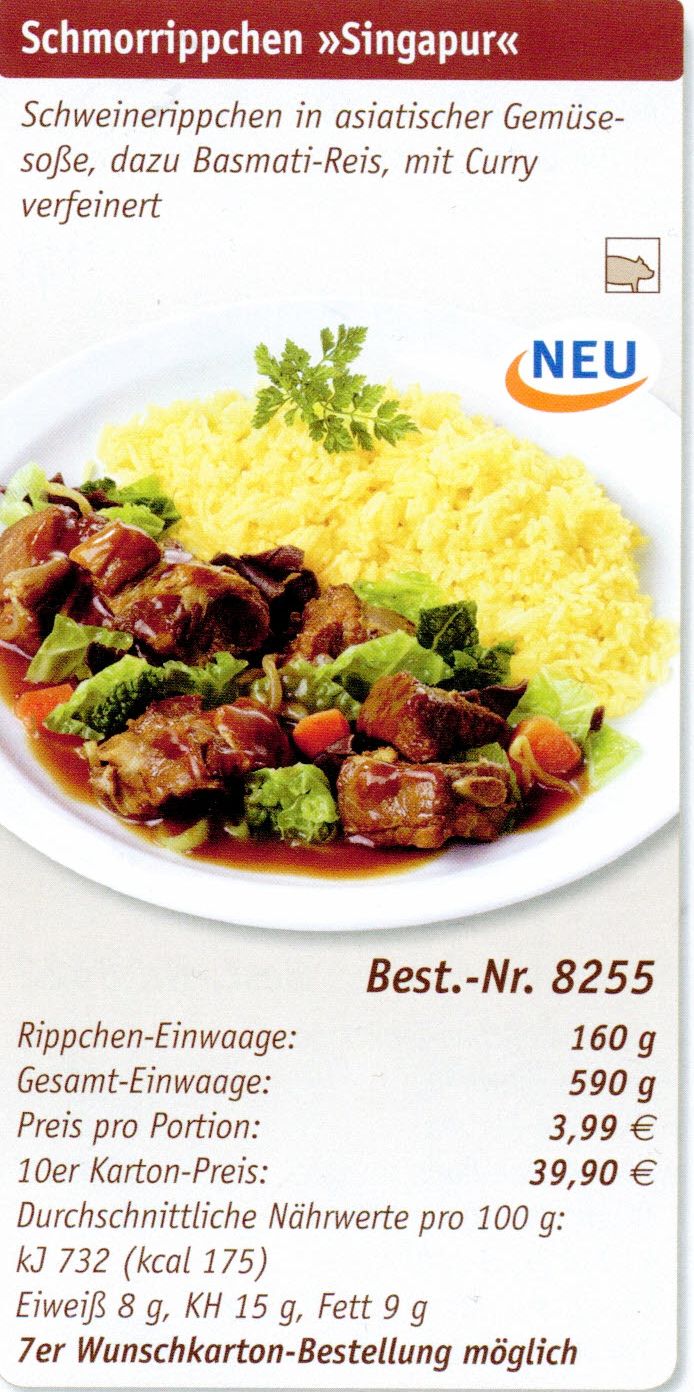 Schmorrippchen »Singapur«
Schweinerippchen in asiatischer Gemüse-
soße, dazu Basmati-Reis, mit Curry
verfeinert
NEU
Best.-Nr. 8255
Rippchen-Einwaage: 160 g
Gesamt-Einwaage: 590 g
Preis pro Portion: 3,99 €
10er Karton-Preis: 39,90 €
Durchschnittliche Nährwerte pro 100 g:
kJ 732 (kcal 175)
Eiweiß 8 g, KH 15 g, Fett 9 g
7er Wunschkarton-Bestellung möglich